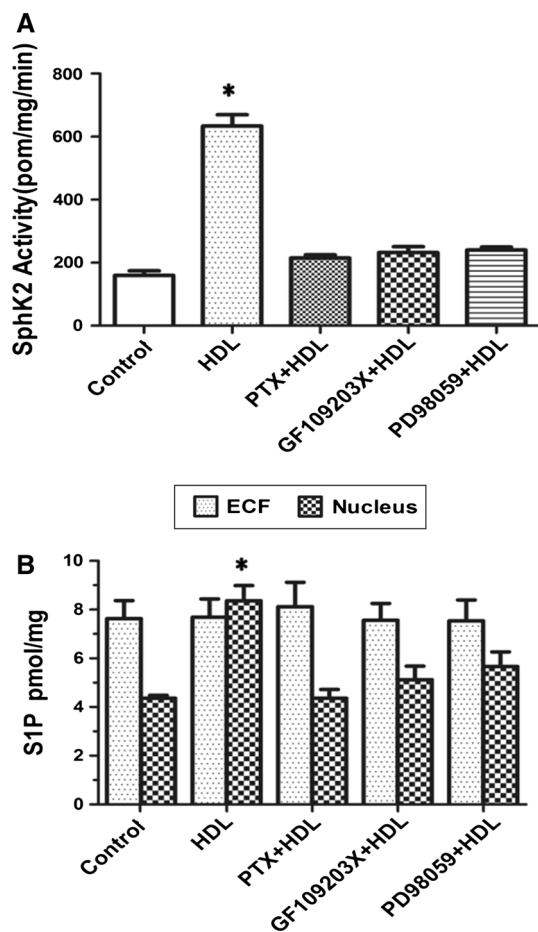 A
SphK2 Activity(pom/mg/min)
800
600
400
200
0
*
Control
HDL
PTX+HDL
GF109203X+HDL
PD98059+HDL
ECF
Nucleus
B
S1P pmol/mg
10
8
6
4
2
0
*
Control
HDL
PTX+HDL
GF109203X+HDL
PD98059+HDL